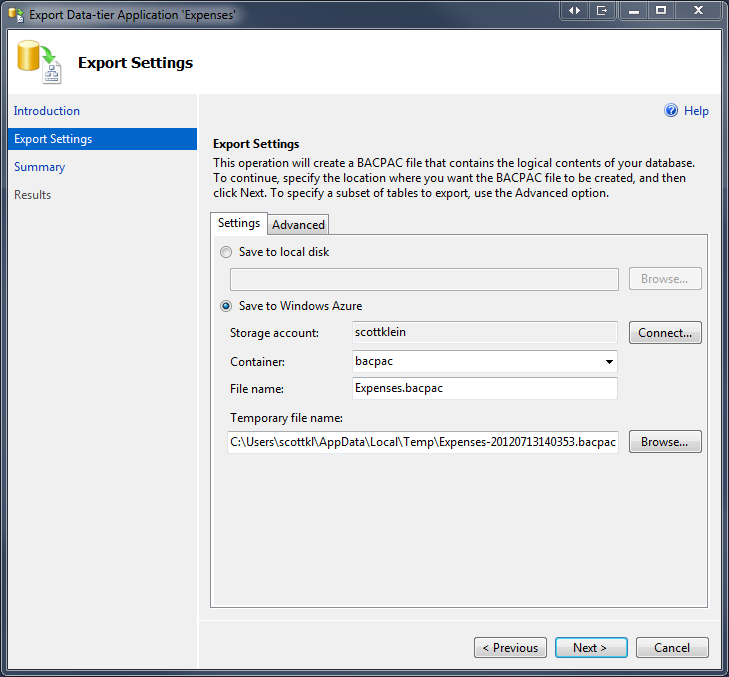 Export Data-tier Application 'Expenses'
Export Settings
Introduction
Export Settings
Summary
Results
Help
Export Settings
This operation will create a BACPAC file that contains the logical contents of your database.
To continue, specify the location where you want the BACPAC file to be created, and then
click Next. To specify a subset of tables to export, use the Advanced option.
Settings
Advanced
Save to local disk
Browse...
Save to Windows Azure
Storage account:
scottklein
Connect...
Container:
bacpac
File name:
Expenses.bacpac
Temporary file name:
C:\Users\scottkl\AppData\Local\Temp\Expenses-20120713140353.bacpac
Browse...
< Previous
Next >
Cancel